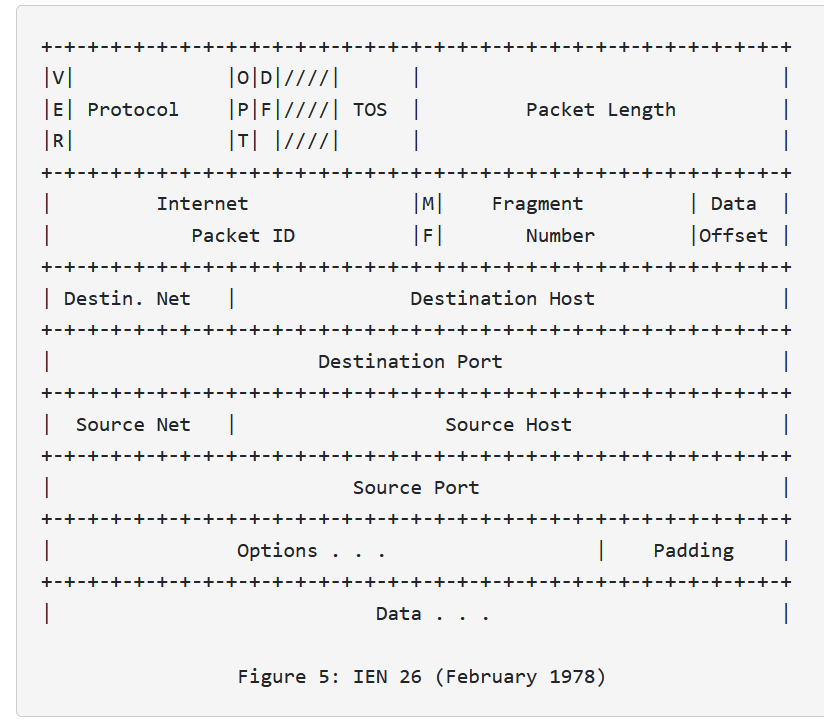 +-+-+-+-+-+-+-+-+-+-+-+-+-+-+-+-+-+-+-+-+-+-+-+-+-+-+-+-+-+-+-+-+
|V|             |O|D|////|      |                               |
|E| Protocol    |P|F|////| TOS  |         Packet Length         |
|R|             |T| |////|      |                               |
+-+-+-+-+-+-+-+-+-+-+-+-+-+-+-+-+-+-+-+-+-+-+-+-+-+-+-+-+-+-+-+-+
|         Internet              |M|    Fragment         | Data  |
|            Packet ID          |F|       Number        |Offset |
+-+-+-+-+-+-+-+-+-+-+-+-+-+-+-+-+-+-+-+-+-+-+-+-+-+-+-+-+-+-+-+-+
| Destin. Net   |               Destination Host                |
+-+-+-+-+-+-+-+-+-+-+-+-+-+-+-+-+-+-+-+-+-+-+-+-+-+-+-+-+-+-+-+-+
|                       Destination Port                        |
+-+-+-+-+-+-+-+-+-+-+-+-+-+-+-+-+-+-+-+-+-+-+-+-+-+-+-+-+-+-+-+-+
|  Source Net   |                  Source Host                  |
+-+-+-+-+-+-+-+-+-+-+-+-+-+-+-+-+-+-+-+-+-+-+-+-+-+-+-+-+-+-+-+-+
|                          Source Port                          |
+-+-+-+-+-+-+-+-+-+-+-+-+-+-+-+-+-+-+-+-+-+-+-+-+-+-+-+-+-+-+-+-+
|                Options . . .                  |    Padding    |
+-+-+-+-+-+-+-+-+-+-+-+-+-+-+-+-+-+-+-+-+-+-+-+-+-+-+-+-+-+-+-+-+
|                            Data . . .                         |
Figure 5: IEN 26 (February 1978)